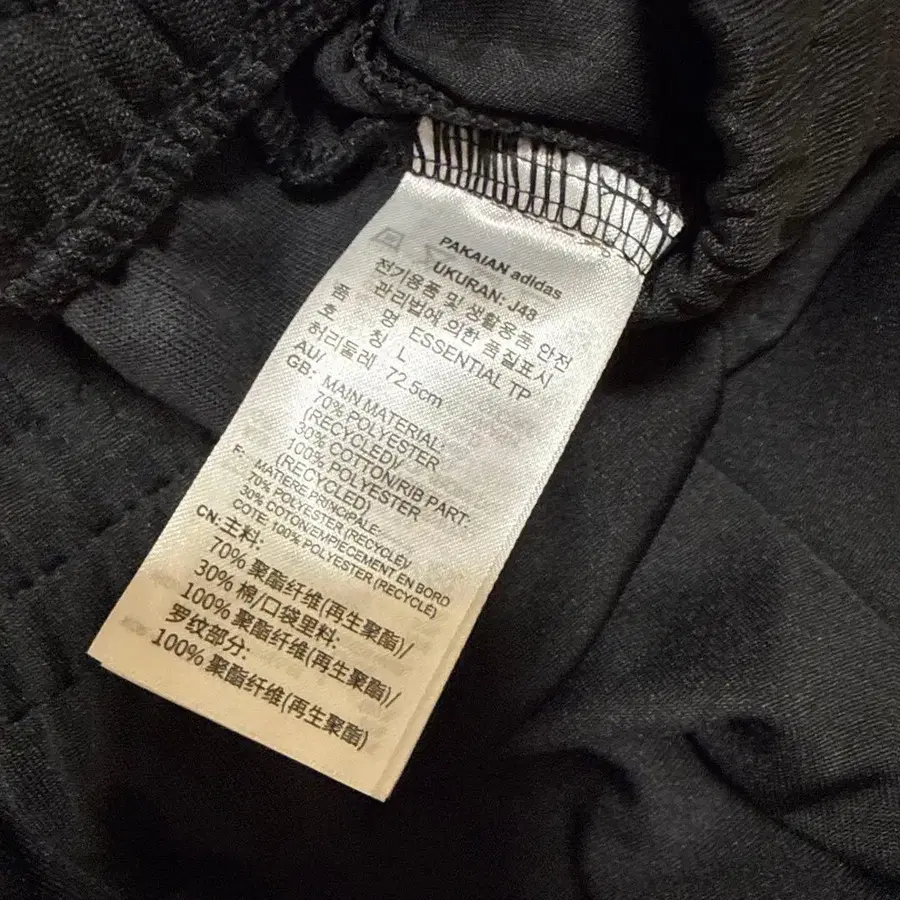 PAKAIAN adidas
UKURAN: J48
전기용품 및 생활용품 안전
관리법에 의한 품질표시
품 명 ESSENTIAL TP
호 칭 L
허리둘레 72.5cm
AU/
GB: MAIN MATERIAL:
70% POLYESTER
(RECYCLED)/
30% COTTON/RIB PART:
100% POLYESTER
(RECYCLED)
F: MATIERE PRINCIPALE:
70% POLYESTER (RECYCLÉ)/
30% COTON/EMPIECEMENT EN BORD
COTE: 100% POLYESTER (RECYCLÉ)
CN: 主料:
70% 聚酯纤维(再生聚酯)/
30% 棉/口袋里料:
100% 聚酯纤维(再生聚酯)/
罗纹部分:
100% 聚酯纤维(再生聚酯)